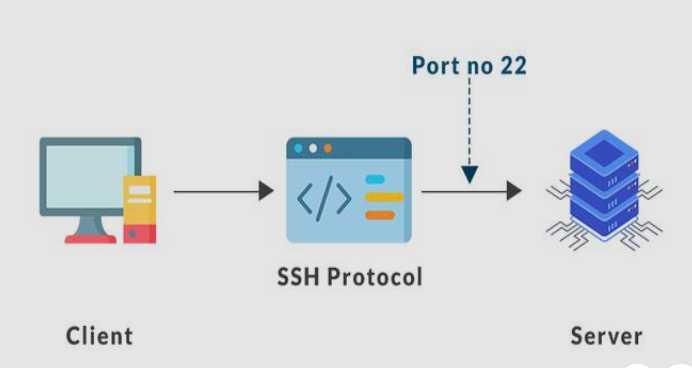 Port no 22
</>
SSH Protocol
Client
Server